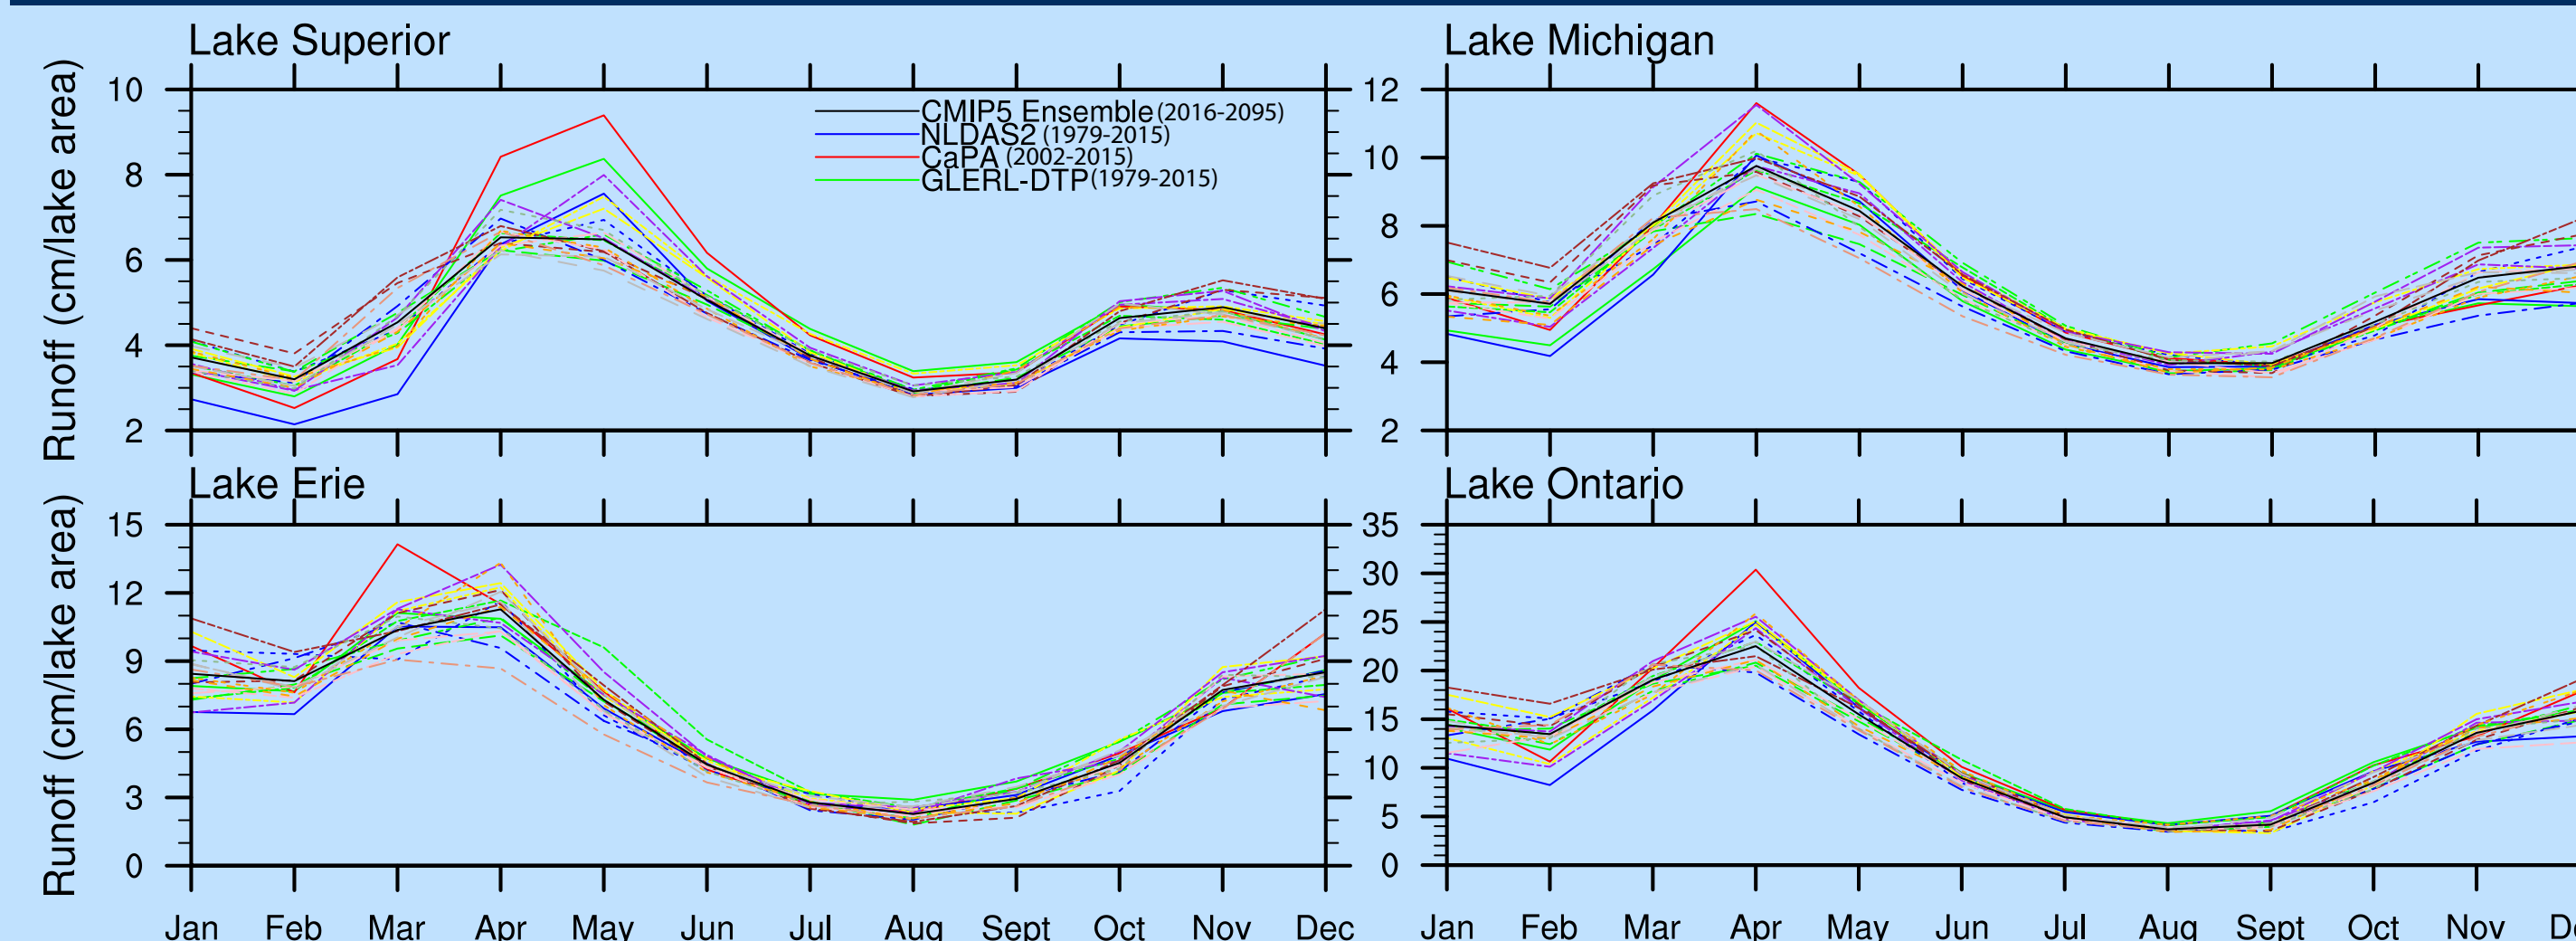 Lake Superior
Runoff (cm/lake area)
10
8
6
4
2
CMIP5 Ensemble (2016-2095)
NLDAS2 (1979-2015)
CaPA (2002-2015)
GLERL-DTP (1979-2015)
Lake Michigan
12
10
8
6
4
2
Lake Erie
Runoff (cm/lake area)
15
12
9
6
3
0
Jan Feb Mar Apr May Jun Jul Aug Sept Oct Nov Dec
Lake Ontario
35
30
25
20
15
10
5
0
Jan Feb Mar Apr May Jun Jul Aug Sept Oct Nov